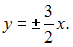 y = ± 3/2 x.